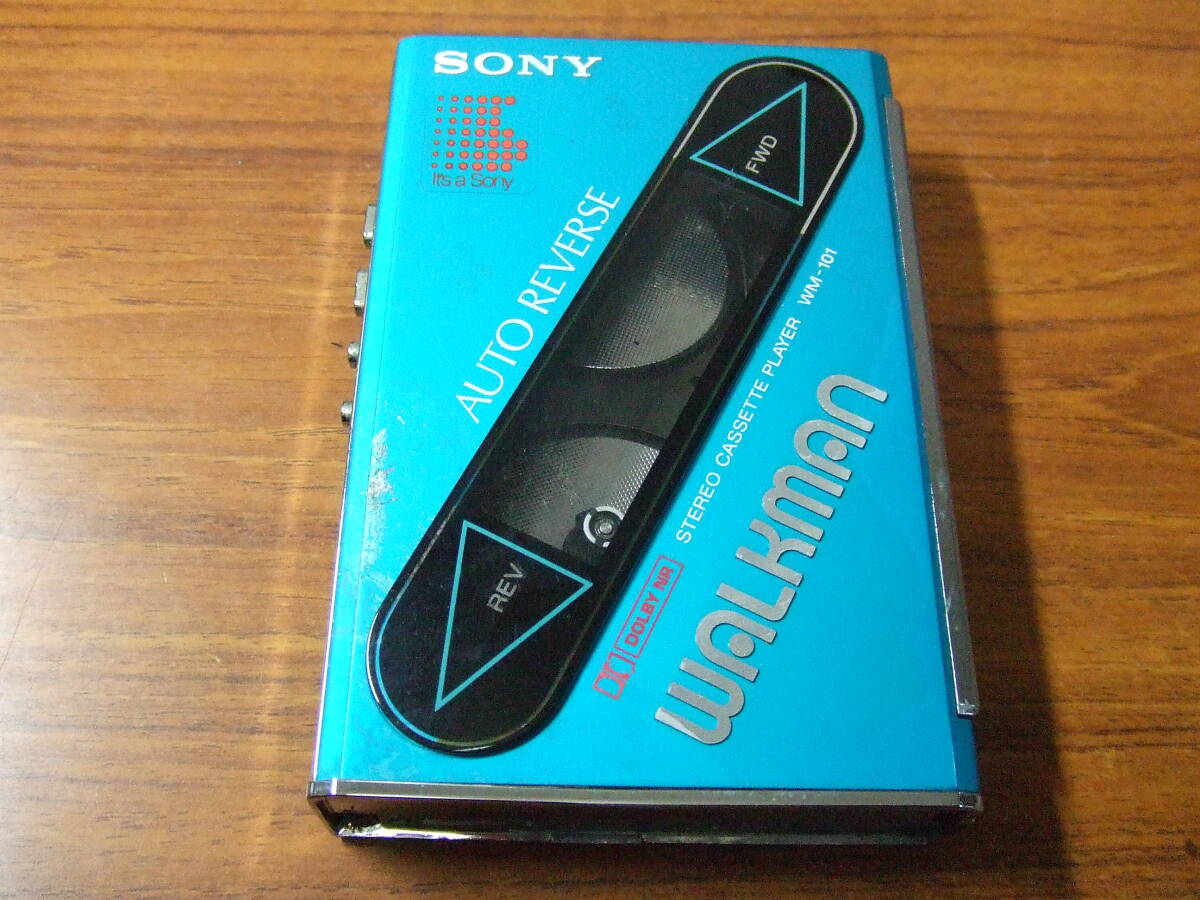 SONY
It's a Sony
FWD
AUTO REVERSE
STEREO CASSETTE PLAYER WM-101
REV
DOLBY NR
WALKMAN